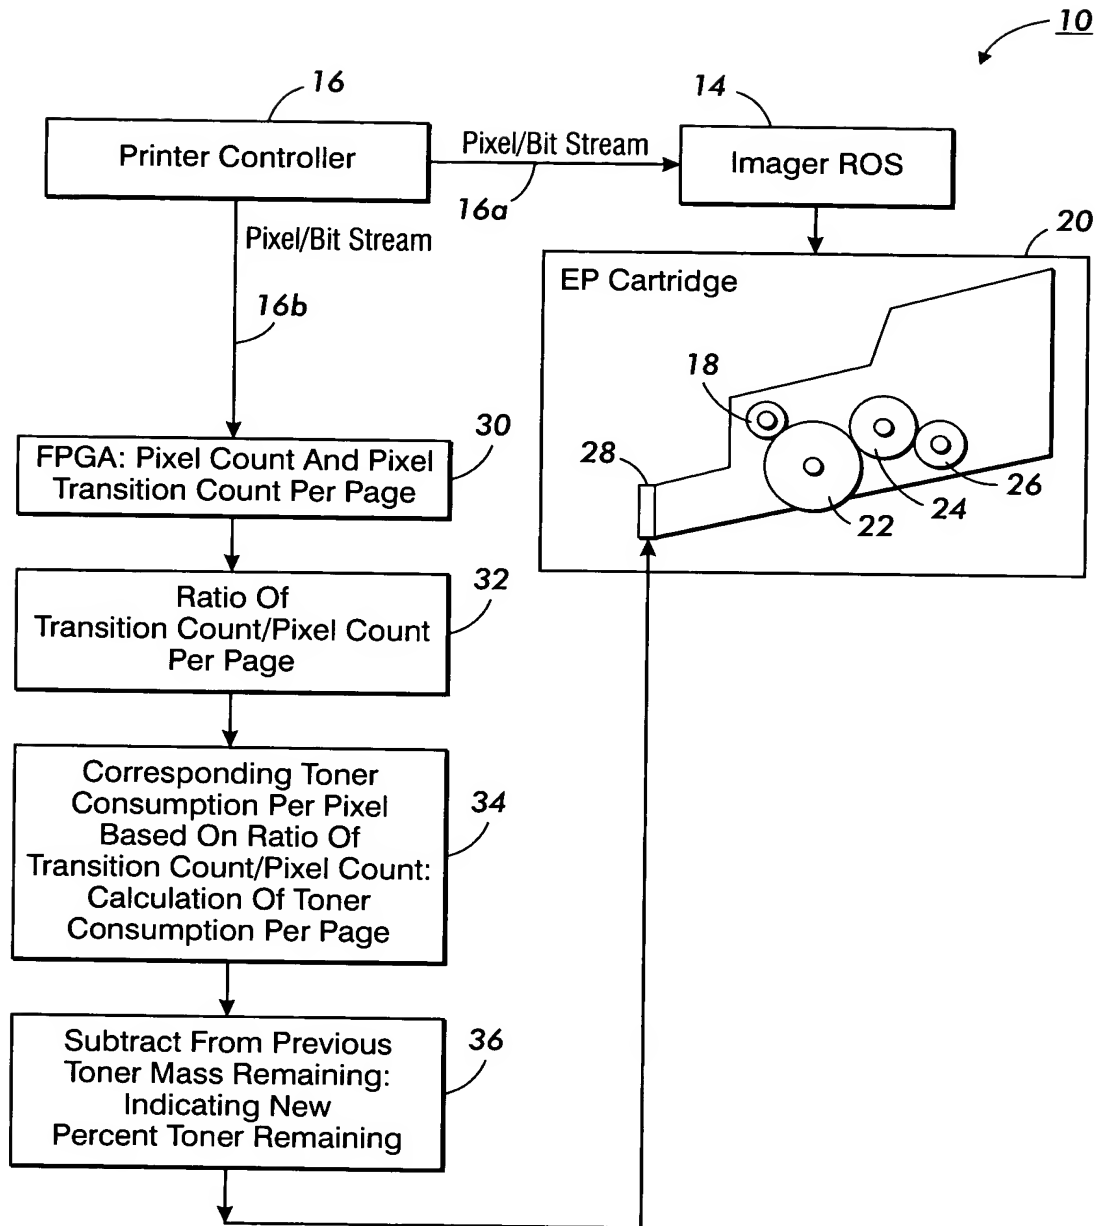 10
16
14
Printer Controller
Pixel/Bit Stream
16a
Imager ROS
Pixel/Bit Stream
16b
20
EP Cartridge
18
28
22
24
26
30
FPGA: Pixel Count And Pixel
Transition Count Per Page
32
Ratio Of
Transition Count/Pixel Count
Per Page
34
Corresponding Toner
Consumption Per Pixel
Based On Ratio Of
Transition Count/Pixel Count:
Calculation Of Toner
Consumption Per Page
36
Subtract From Previous
Toner Mass Remaining:
Indicating New
Percent Toner Remaining